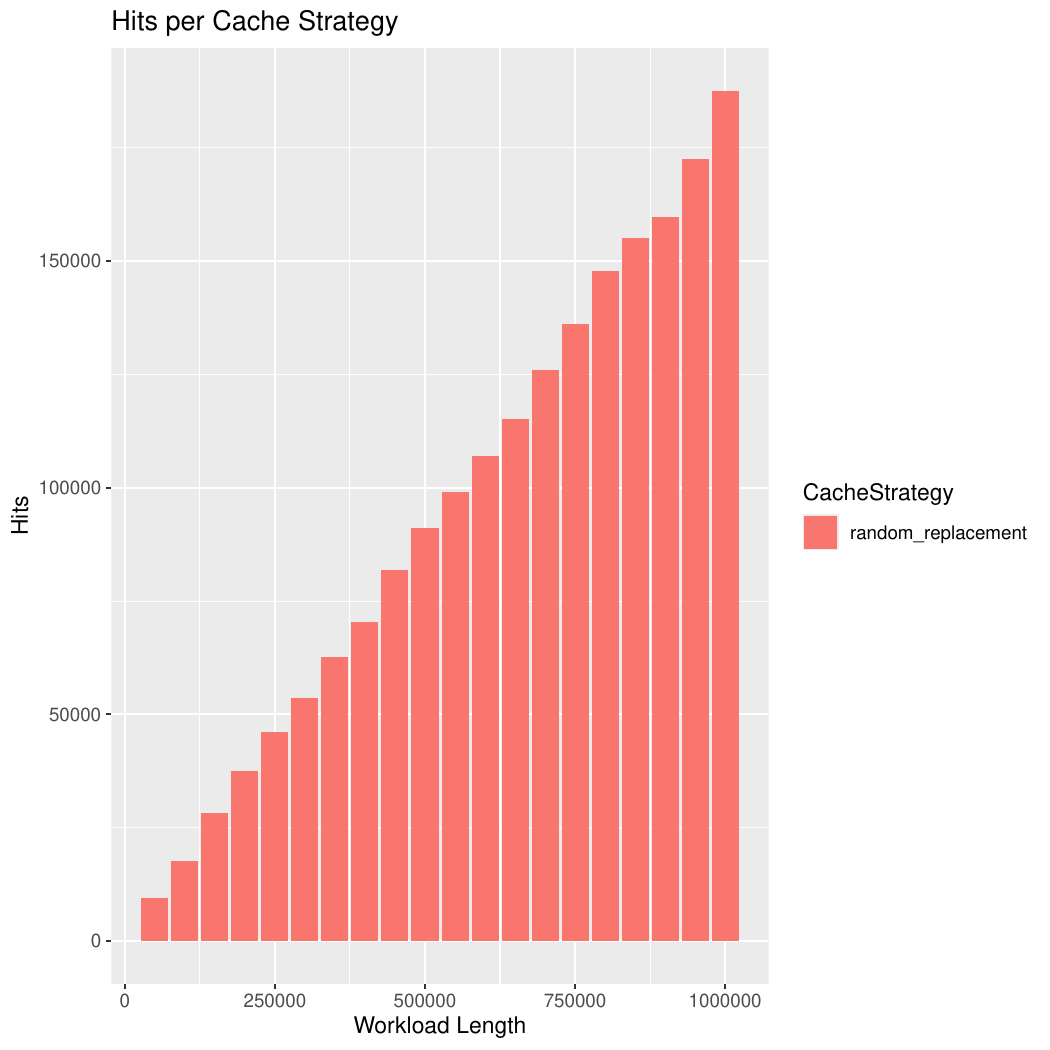 Hits per Cache Strategy
150000
100000
50000
0
Hits
0 250000 500000 750000 1000000
Workload Length
CacheStrategy
random_replacement